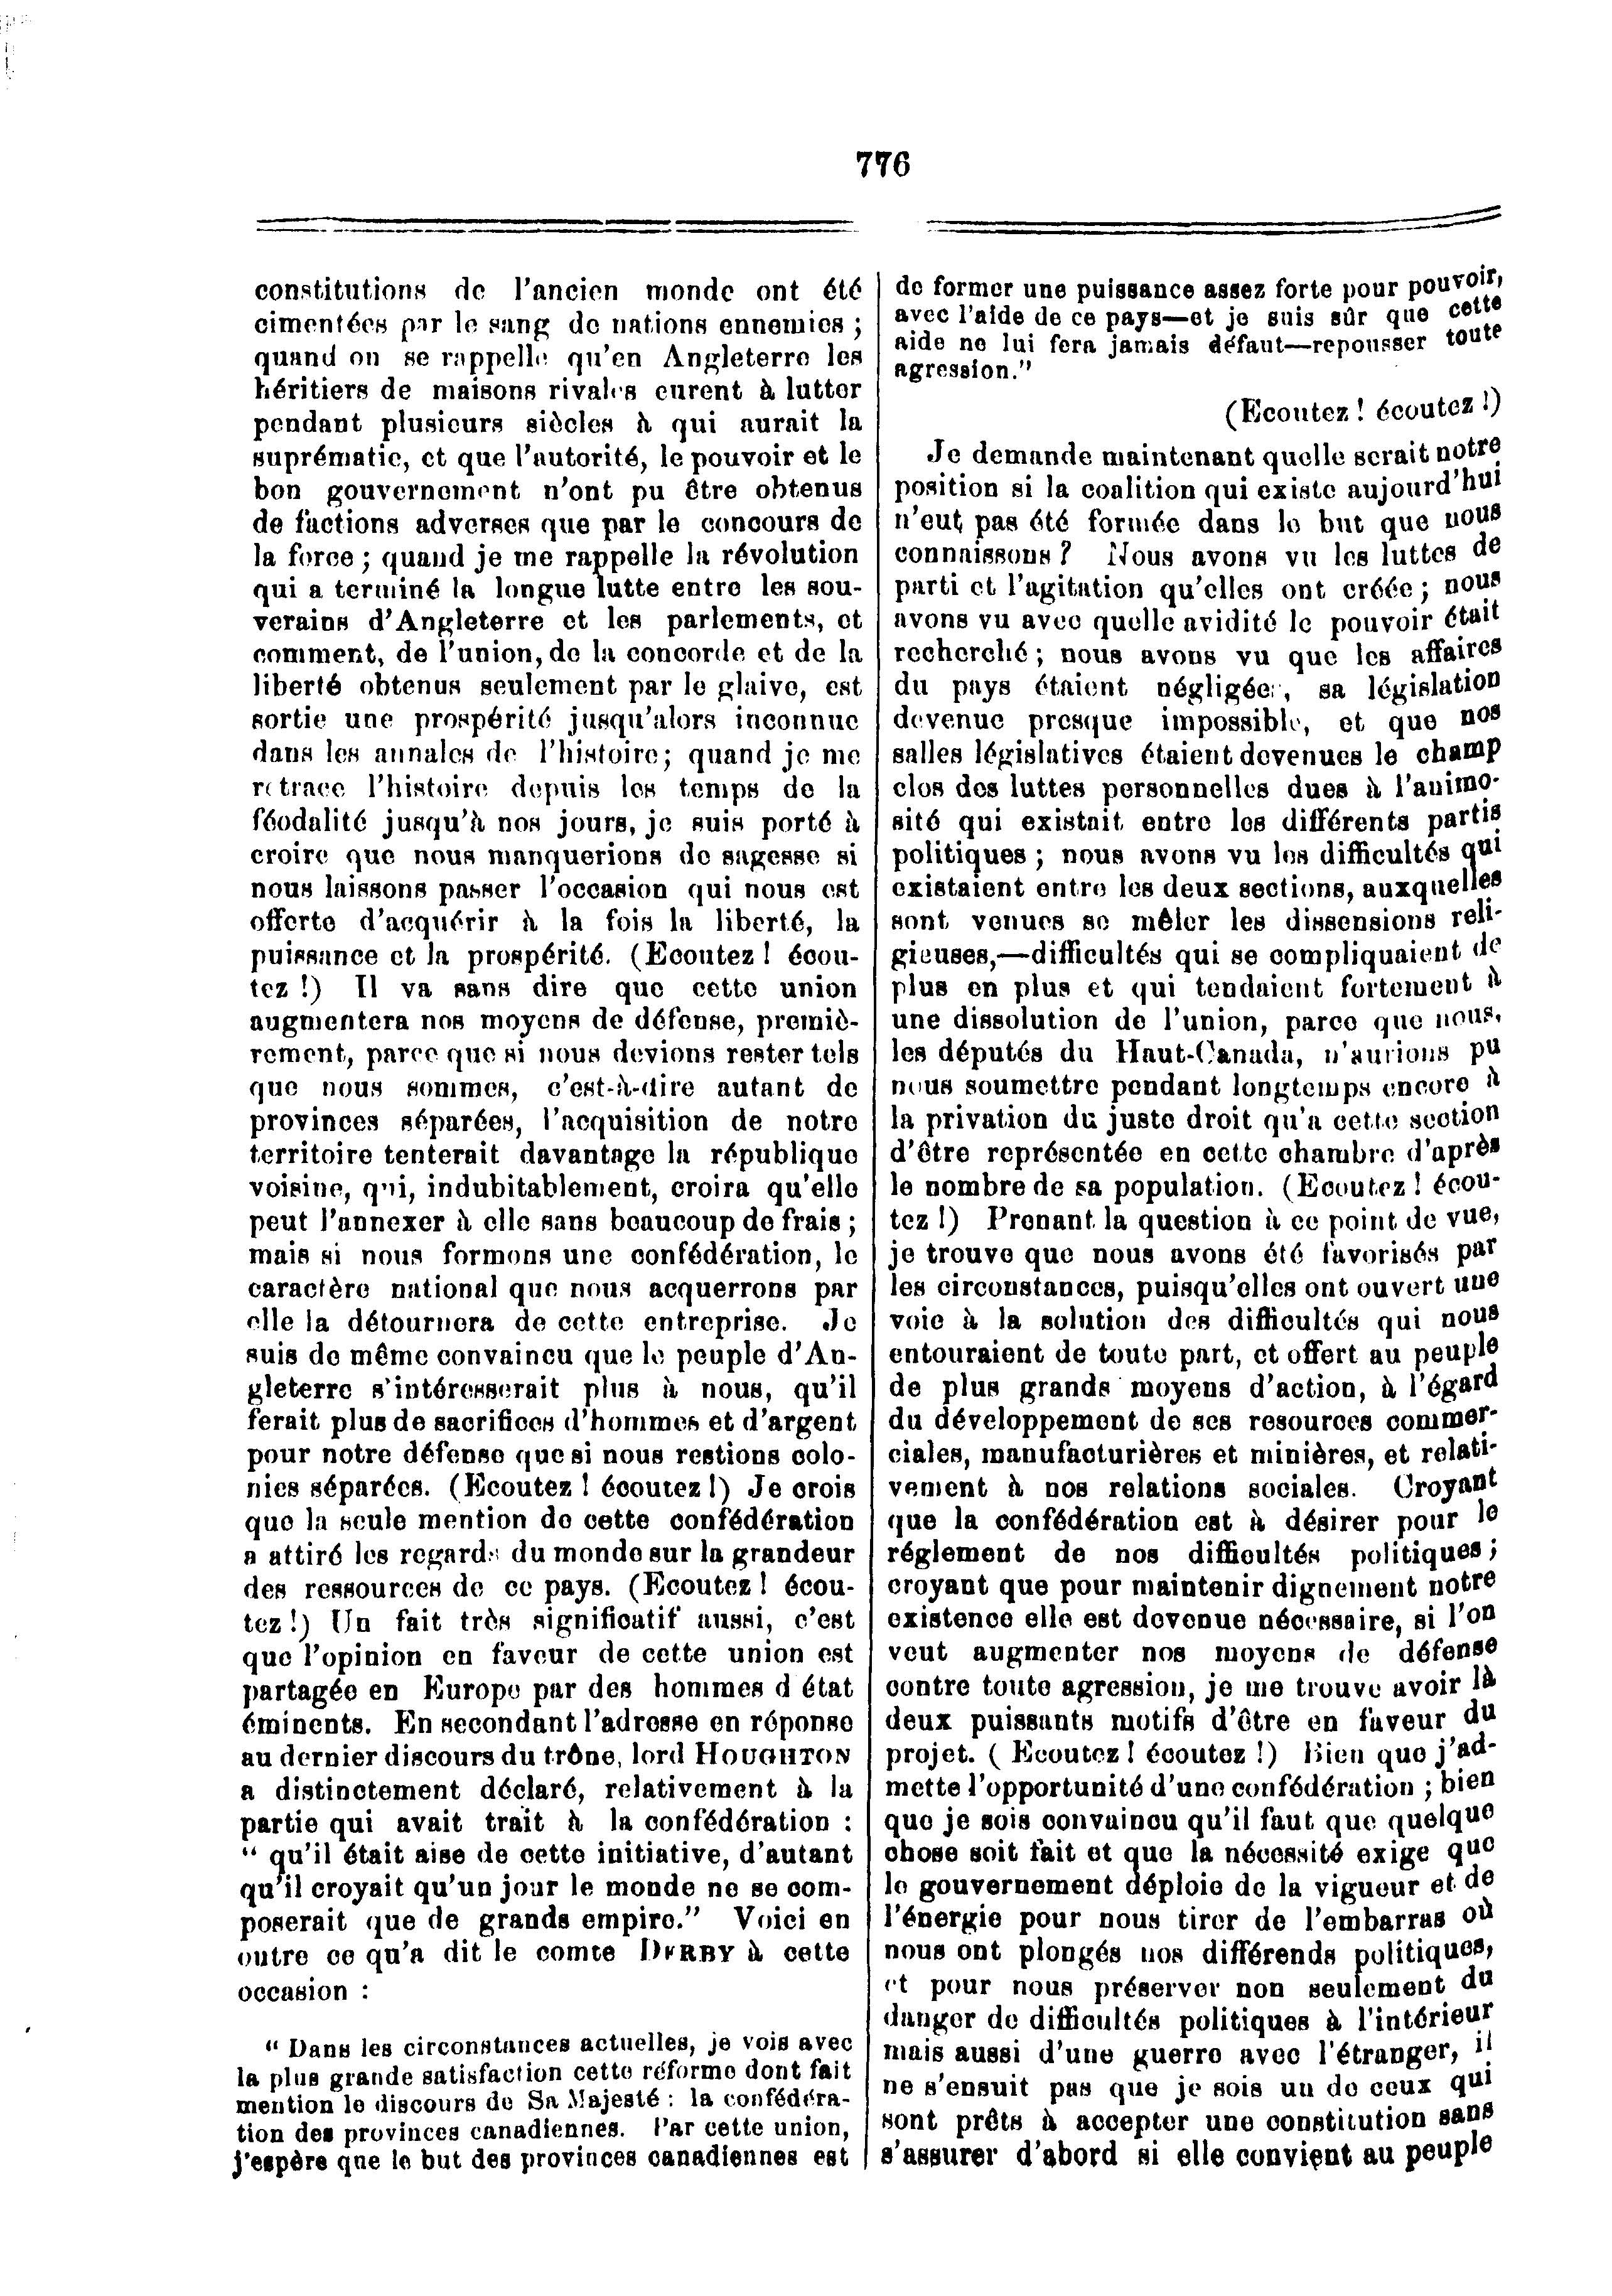 776
constitutions de l'ancien monde ont été
cimentées par le sang de nations ennemies ;
quand on se rappelle qu'en Angleterre les
héritiers de maisons rivales eurent à lutter
pendant plusieurs siècles à qui aurait la
suprématie, et que l'autorité, le pouvoir et le
bon gouvernement n'ont pu être obtenus
de factions adverses que par le concours de
la force ; quand je me rappelle la révolution
qui a terminé la longue lutte entre les sou-
verains d'Angleterre et les parlements, et
comment, de l'union, de la concorde et de la
liberté obtenus seulement par le glaive, est
sortie une prospérité jusqu'alors inconnue
dans les annales de l'histoire; quand je me
retrace l'histoire depuis les temps de la
féodalité jusqu'à nos jours, je suis porté à
croire que nous manquerions de sagesse si
nous laissons passer l'occasion qui nous est
offerte d'acquérir à la fois la liberté, la
puissance et la prospérité. (Ecoutez ! écou-
tez !) Il va sans dire que cette union
augmentera nos moyens de défense, premiè-
rement, parce que si nous devions rester tels
que nous sommes, c'est-à-dire autant de
provinces séparées, l'acquisition de notre
territoire tenterait davantage la république
voisine, qui, indubitablement, croira qu'elle
peut l'annexer à elle sans beaucoup de frais ;
mais si nous formons une confédération, le
caractère national que nous acquerrons par
elle la détournera de cette entreprise. Je
suis de même convaincu que le peuple d'An-
gleterre s'intéresserait plus à nous, qu'il
ferait plus de sacrifices d'hommes et d'argent
pour notre défense que si nous restions colo-
nies séparées. (Ecoutez ! écoutez !) Je crois
que la seule mention de cette confédération
a attiré les regards du monde sur la grandeur
des ressources de ce pays. (Ecoutez ! écou-
tez !) Un fait très significatif aussi, c'est
que l'opinion en faveur de cette union est
partagée en Europe par des hommes d'état
éminents. En secondant l'adresse en réponse
au dernier discours du trône, lord HOUGHTON
a distinctement déclaré, relativement à la
partie qui avait trait à la confédération :
" qu'il était aise de cette initiative, d'autant
qu'il croyait qu'un jour le monde ne se com-
poserait que de grands empire." Voici en
outre ce qu'a dit le comte DERBY à cette
occasion :
" Dans les circonstances actuelles, je vois avec
la plus grande satisfaction cette réforme dont fait
mention le discours de Sa Majesté : la confédéra-
tion des provinces canadiennes. Par cette union,
j'espère que le but des provinces canadiennes est
de former une puissance assez forte pour pouvoir,
avec l'aide de ce pays—et je suis sûr que cette
aide ne lui fera jamais défaut—repousser toute
agression."
(Ecoutez ! écoutez !)
Je demande maintenant quelle serait notre
position si la coalition qui existe aujourd'hui
n'eut pas été formée dans le but que nous
connaissons ? Nous avons vu les luttes de
parti et l'agitation qu'elles ont créée ; nous
avons vu avec quelle avidité le pouvoir était
recherché ; nous avons vu que les affaires
du pays étaient négligées, sa législation
devenue presque impossible, et que nos
salles législatives étaient devenues le champ
clos des luttes personnelles dues à l'animo-
sité qui existait entre les différents partis
politiques ; nous avons vu les difficultés qui
existaient entre les deux sections, auxquelles
sont venues se mêler les dissensions reli-
gieuses,—difficultés qui se compliquaient de
plus en plus et qui tendaient fortement à
une dissolution de l'union, parce que nous,
les députés du Haut-Canada, n'aurions pu
nous soumettre pendant longtemps encore à
la privation du juste droit qu'a cette section
d'être représentée en cette chambre d'après
le nombre de sa population. (Ecoutez ! écou-
tez !) Prenant la question à ce point de vue,
je trouve que nous avons été favorisés par
les circonstances, puisqu'elles ont ouvert une
voie à la solution des difficultés qui nous
entouraient de toute part, et offert au peuple
de plus grands moyens d'action, à l'égard
du développement de ses resources commer-
ciales, manufacturières et minières, et relati-
vement à nos relations sociales. Croyant
que la confédération est à désirer pour le
réglement de nos difficultés politiques ;
croyant que pour maintenir dignement notre
existence elle est devenue nécessaire, si l'on
veut augmenter nos moyens de défense
contre toute agression, je me trouve avoir là
deux puissants motifs d'être en faveur du
projet. ( Ecoutez ! écoutez !) Bien que j'ad-
mette l'opportunité d'une confédération ; bien
que je sois convaincu qu'il faut que quelque
chose soit fait et que la nécessité exige que
le gouvernement déploie de la vigueur et de
l'énergie pour nous tirer de l'embarras où
nous ont plongés nos différends politiques,
et pour nous préserver non seulement du
danger de difficultés politiques à l'intérieur
mais aussi d'une guerre avec l'étranger, il
ne s'ensuit pas que je sois un de ceux qui
sont prêts à accepter une constitution sans
s'assurer d'abord si elle convient au peuple